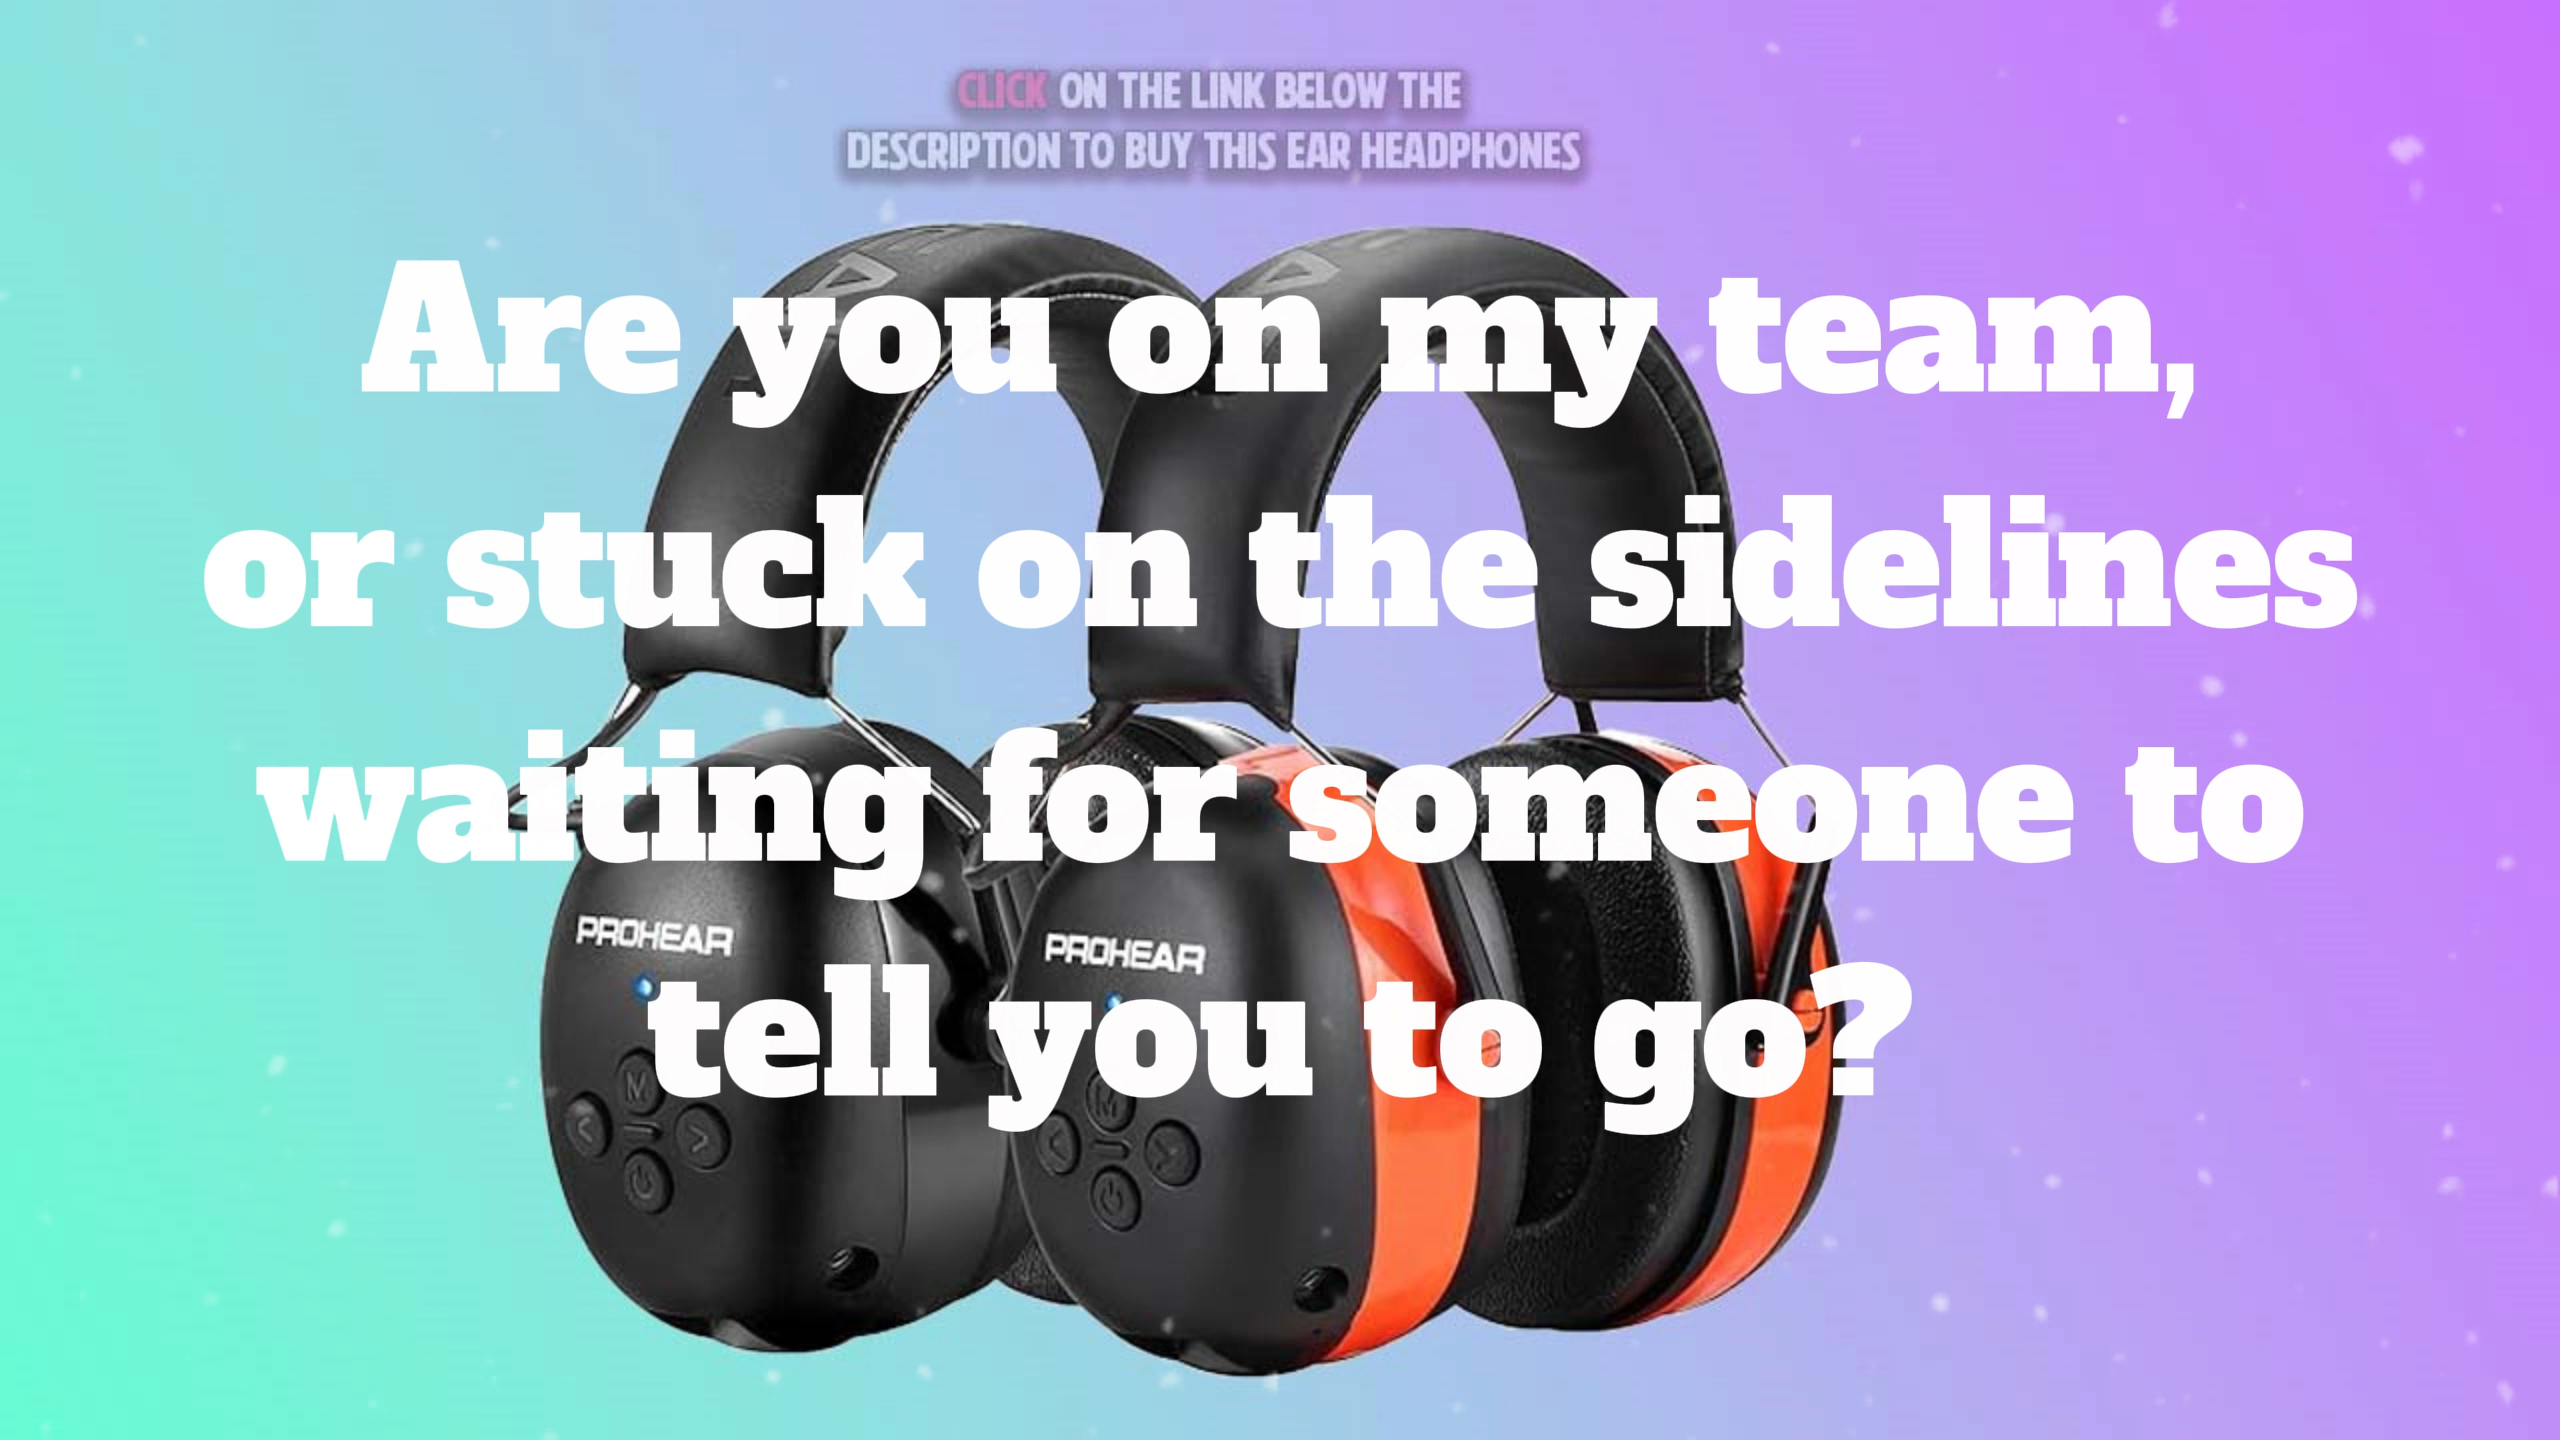 CLICK ON THE LINK BELOW THE
DESCRIPTION TO BUY THIS EAR HEADPHONES
Are you on my team,
or stuck on the sidelines
waiting for someone to
tell you to go?
PROHEAR
PROHEAR
M
M